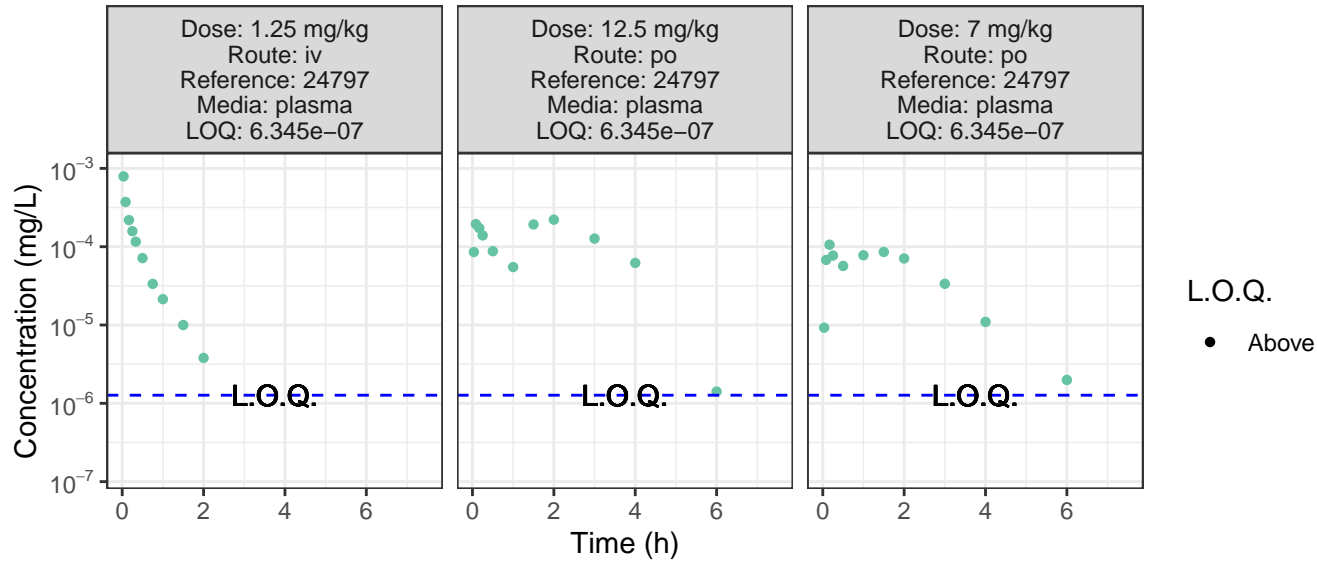 Dose: 1.25 mg/kg
Route: iv
Reference: 24797
Media: plasma
LOQ: 6.345e−07
Dose: 12.5 mg/kg
Route: po
Reference: 24797
Media: plasma
LOQ: 6.345e−07
Dose: 7 mg/kg
Route: po
Reference: 24797
Media: plasma
LOQ: 6.345e−07
Concentration (mg/L)
10⁻³
10⁻⁴
10⁻⁵
10⁻⁶
10⁻⁷
L.O.Q.
L.O.Q.
L.O.Q.
0 2 4 6
0 2 4 6
0 2 4 6
Time (h)
L.O.Q.
Above